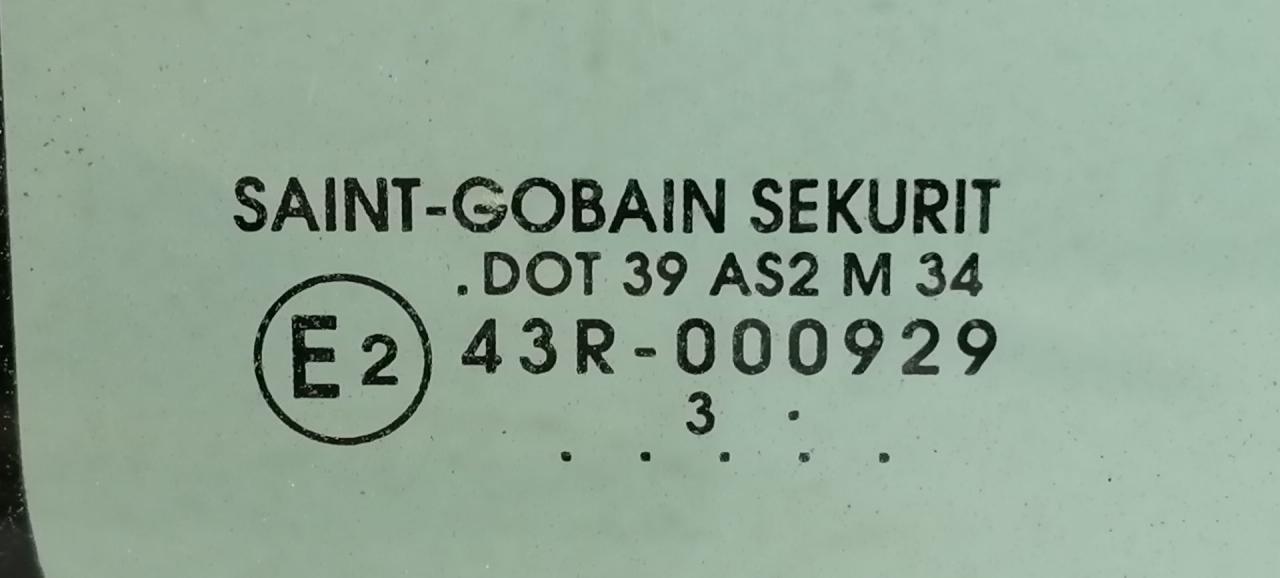 SAINT-GOBAIN SEKURIT
.DOT 39 AS2 M 34
E2 43R-000929
3 .
. . . . .